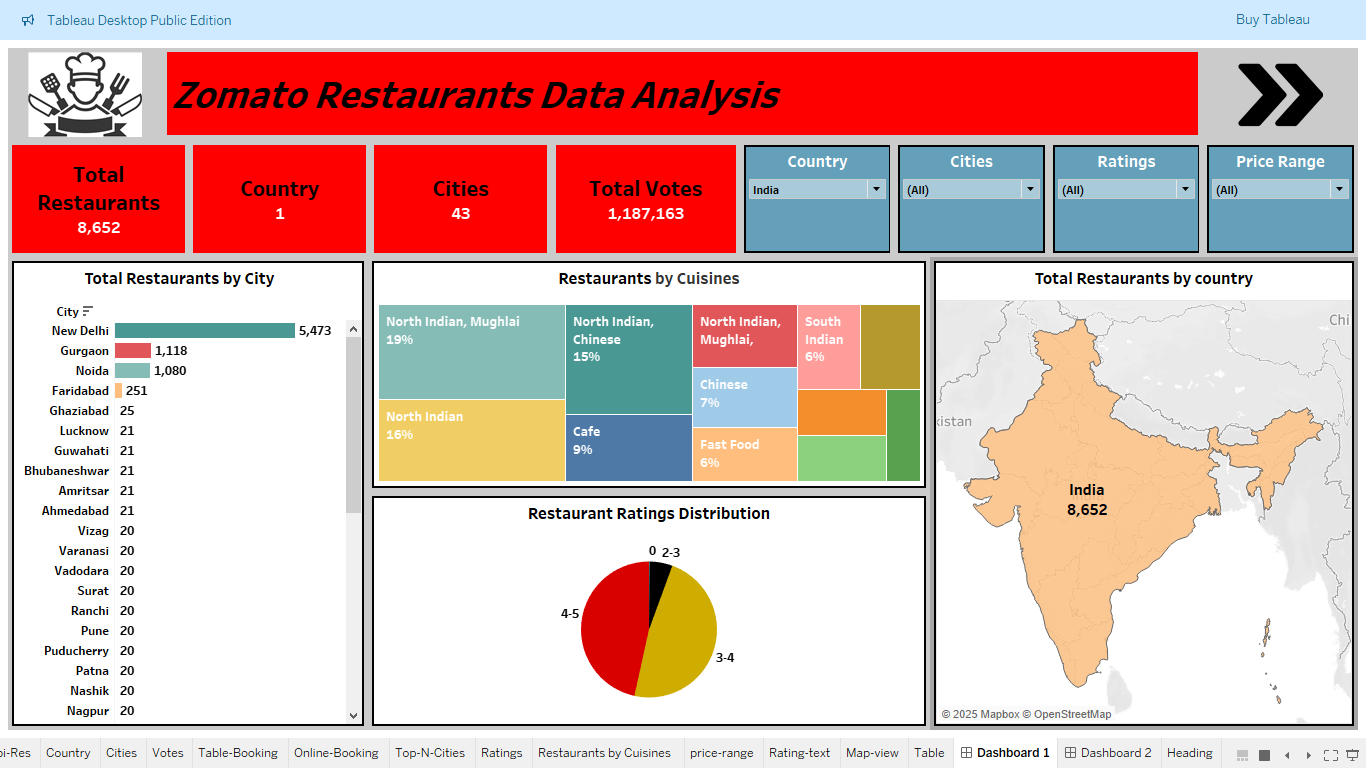 Tableau Desktop Public Edition
Buy Tableau
Zomato Restaurants Data Analysis
Total
Restaurants
8,652
Country
1
Cities
43
Total Votes
1,187,163
Country
India
Cities
(All)
Ratings
(All)
Price Range
(All)
Total Restaurants by City
City
New Delhi 5,473
Gurgaon 1,118
Noida 1,080
Faridabad 251
Ghaziabad 25
Lucknow 21
Guwahati 21
Bhubaneshwar 21
Amritsar 21
Ahmedabad 21
Vizag 20
Varanasi 20
Vadodara 20
Surat 20
Ranchi 20
Pune 20
Puducherry 20
Patna 20
Nashik 20
Nagpur 20
Restaurants by Cuisines
North Indian, Mughlai
19%
North Indian
16%
North Indian,
Chinese
15%
Cafe
9%
North Indian,
Mughlai,
Chinese
7%
Fast Food
6%
South
Indian
6%
Restaurant Ratings Distribution
0
2-3
4-5
3-4
Total Restaurants by country
Chi
kistan
India
8,652
© 2025 Mapbox © OpenStreetMap
pi-Res
Country
Cities
Votes
Table-Booking
Online-Booking
Top-N-Cities
Ratings
Restaurants by Cuisines
price-range
Rating-text
Map-view
Table
Dashboard 1
Dashboard 2
Heading